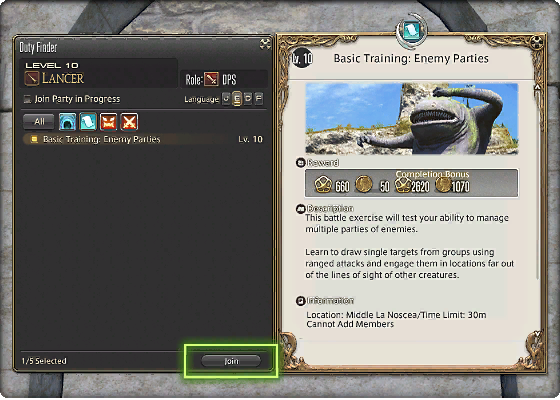 Duty Finder
LEVEL 10
LANCER
Role: DPS
Join Party in Progress
Language J E D F
All
Basic Training: Enemy Parties Lv. 10
1/5 Selected
Join
Lv. 10
Basic Training: Enemy Parties
Reward
Completion Bonus
660 50 2620 1070
Description
This battle exercise will test your ability to manage
multiple parties of enemies.
Learn to draw single targets from groups using
ranged attacks and engage them in locations far out
of the lines of sight of other creatures.
Information
Location: Middle La Noscea/Time Limit: 30m
Cannot Add Members